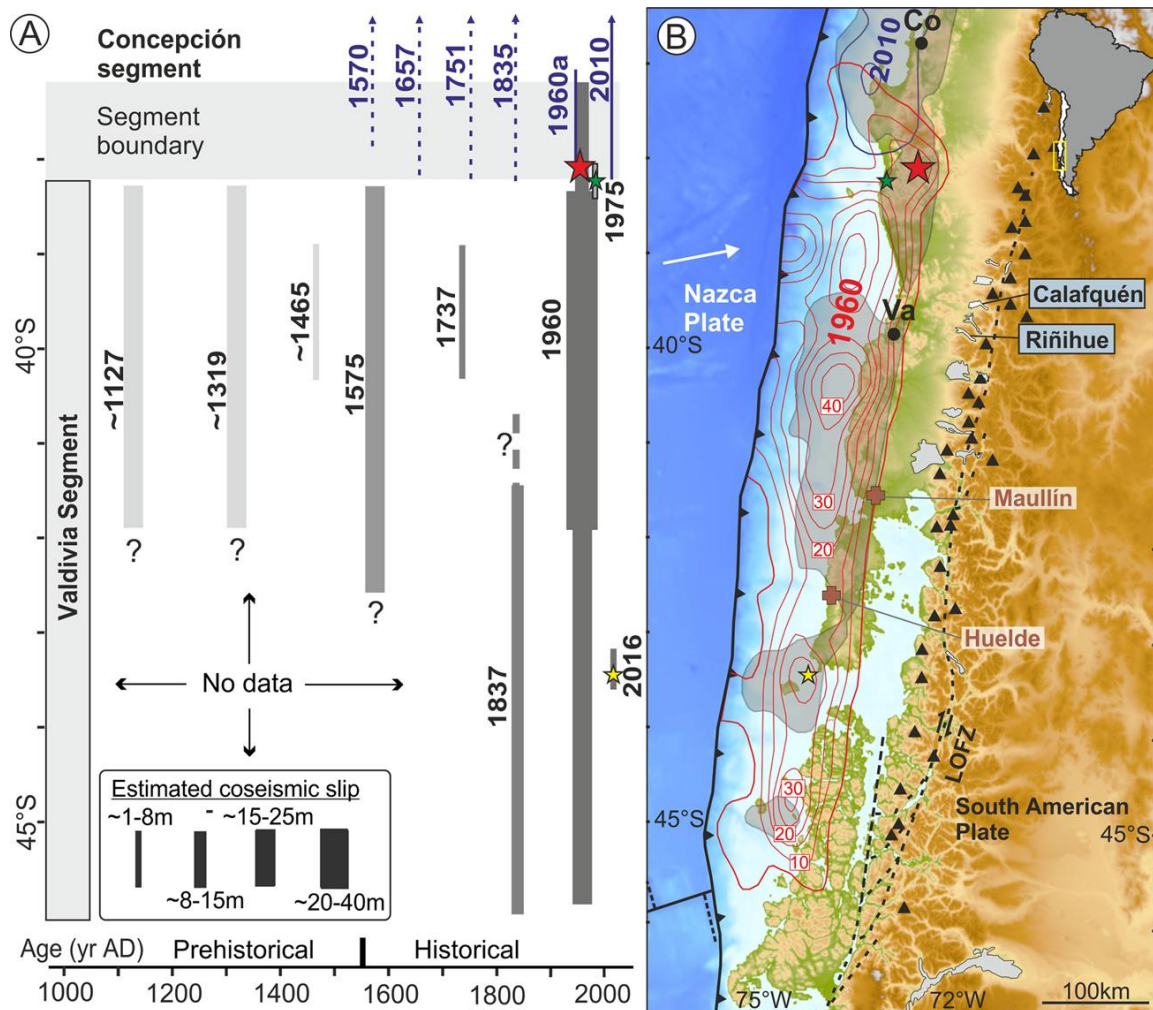 A
Concepción
segment
Segment
boundary
1570
1657
1751
1835
1960a
2010
1975
Valdivia Segment
40°S
45°S
~1127
~1319
~1465
1575
1737
1960
?
?
?
?
1837
2016
No data
Estimated coseismic slip
~1-8m
~15-25m
~8-15m
~20-40m
Age (yr AD)
Prehistorical
Historical
1000
1200
1400
1600
1800
2000
B
Co
2010
Nazca
Plate
1960
Va
Calafquén
Riñihue
40°S
40
30
20
Maullín
Huelde
LOFZ
30
20
10
South American
Plate
45°S
45°S
75°W
72°W
100km